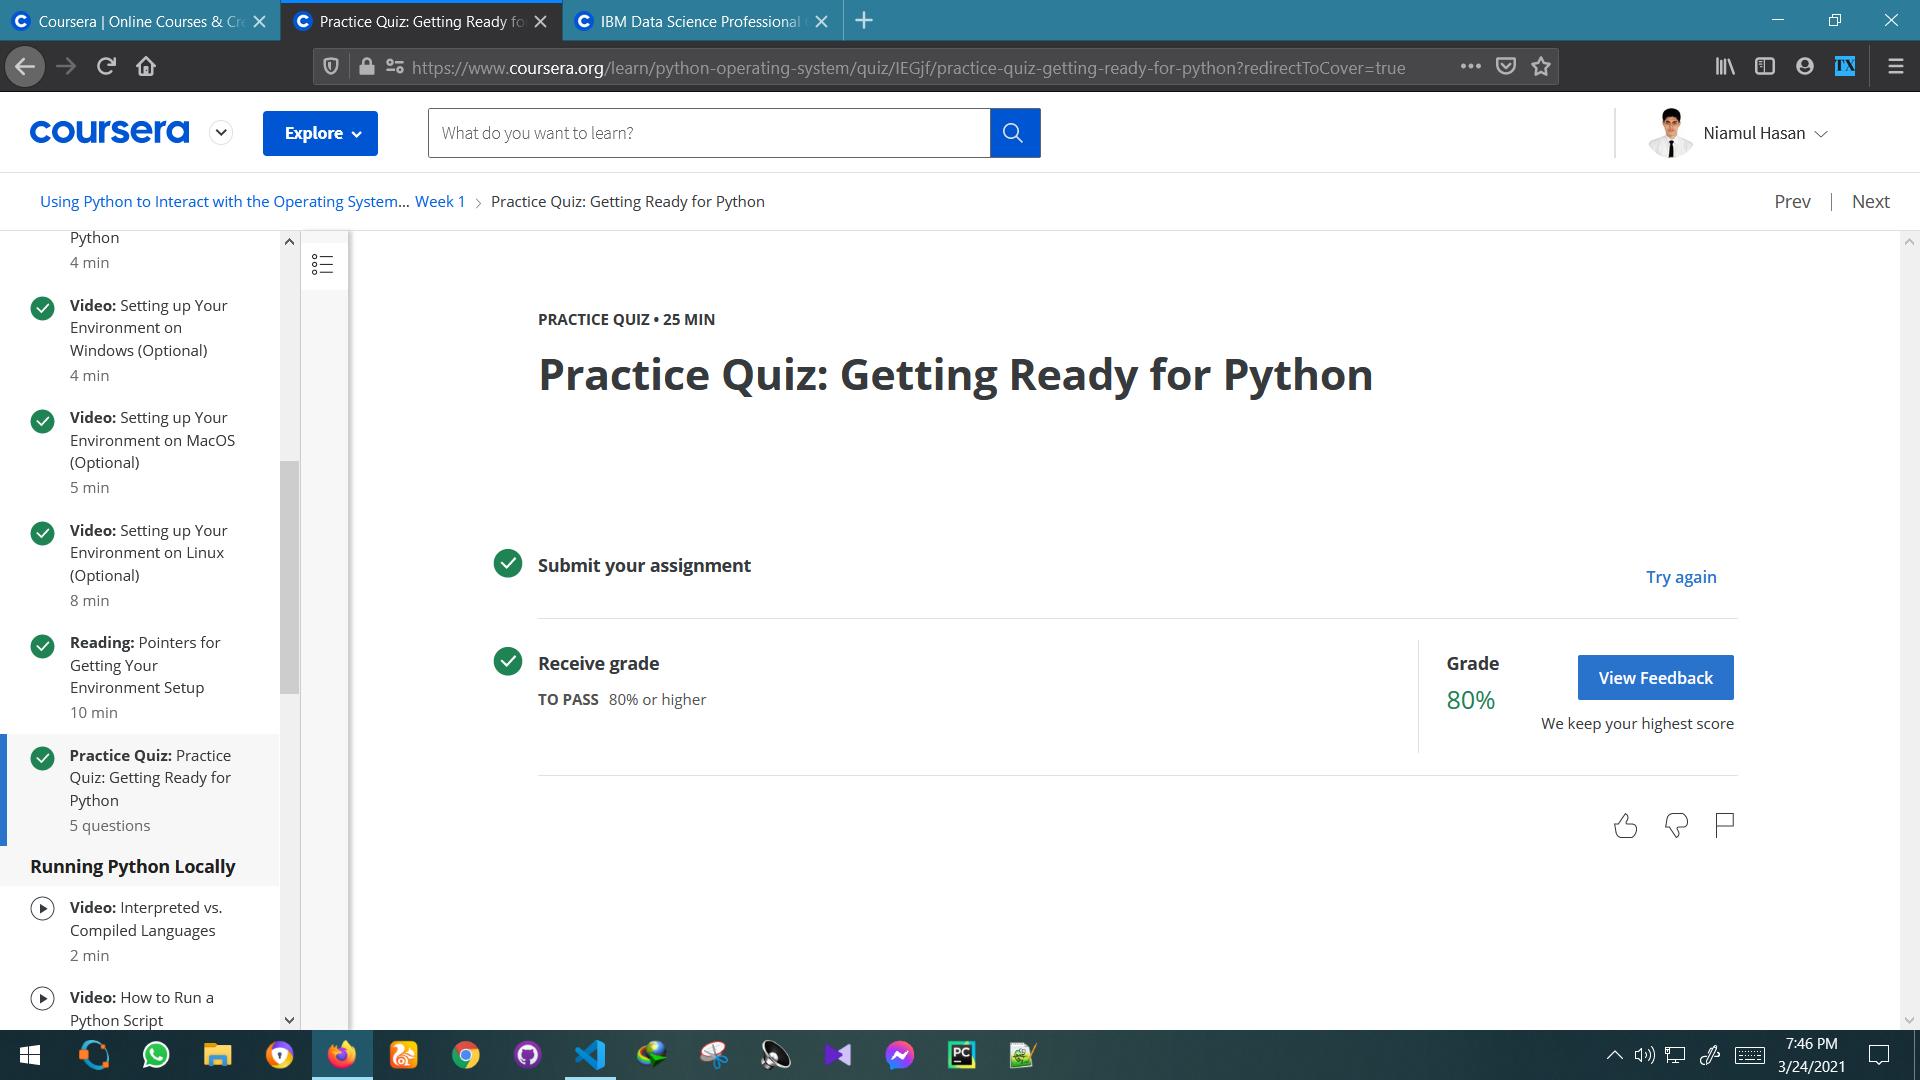 Coursera | Online Courses & Cre
Practice Quiz: Getting Ready fo
IBM Data Science Professional
https://www.coursera.org/learn/python-operating-system/quiz/IEGjf/practice-quiz-getting-ready-for-python?redirectToCover=true
TX
coursera
Explore
What do you want to learn?
Niamul Hasan
Using Python to Interact with the Operating System... Week 1 > Practice Quiz: Getting Ready for Python
Prev | Next
Python
4 min
Video: Setting up Your
Environment on
Windows (Optional)
4 min
Video: Setting up Your
Environment on MacOS
(Optional)
5 min
Video: Setting up Your
Environment on Linux
(Optional)
8 min
Reading: Pointers for
Getting Your
Environment Setup
10 min
Practice Quiz: Practice
Quiz: Getting Ready for
Python
5 questions
Running Python Locally
Video: Interpreted vs.
Compiled Languages
2 min
Video: How to Run a
Python Script
PRACTICE QUIZ • 25 MIN
Practice Quiz: Getting Ready for Python
Submit your assignment
Try again
Receive grade
TO PASS 80% or higher
Grade
80%
View Feedback
We keep your highest score
PC
7:46 PM
3/24/2021